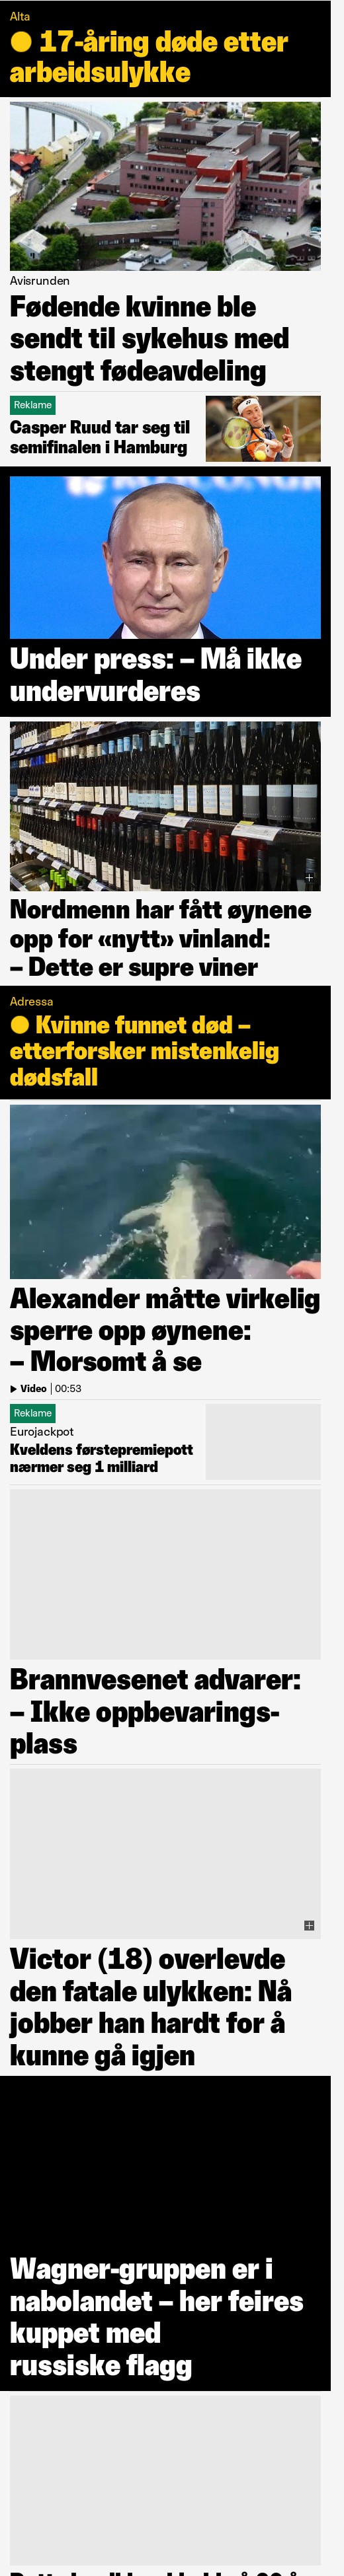 Alta
17-åring døde etter
arbeidsulykke
Avisrunden
Fødende kvinne ble
sendt til sykehus med
stengt fødeavdeling
Reklame
Casper Ruud tar seg til
semifinalen i Hamburg
Under press: – Må ikke
undervurderes
Nordmenn har fått øynene
opp for «nytt» vinland:
– Dette er supre viner
Adressa
Kvinne funnet død –
etterforsker mistenkelig
dødsfall
Alexander måtte virkelig
sperre opp øynene:
– Morsomt å se
Video | 00:53
Reklame
Eurojackpot
Kveldens førstepremiepott
nærmer seg 1 milliard
Brannvesenet advarer:
– Ikke oppbevarings-
plass
Victor (18) overlevde
den fatale ulykken: Nå
jobber han hardt for å
kunne gå igjen
Wagner-gruppen er i
nabolandet – her feires
kuppet med
russiske flagg